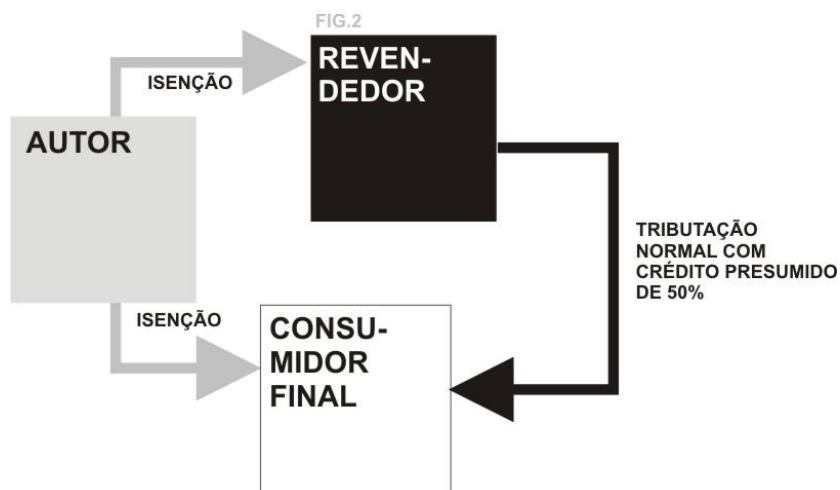 FIG.2
REVEN-
DEDOR
ISENÇÃO
AUTOR
TRIBUTAÇÃO
NORMAL COM
CRÉDITO PRESUMIDO
DE 50%
ISENÇÃO
CONSU-
MIDOR
FINAL